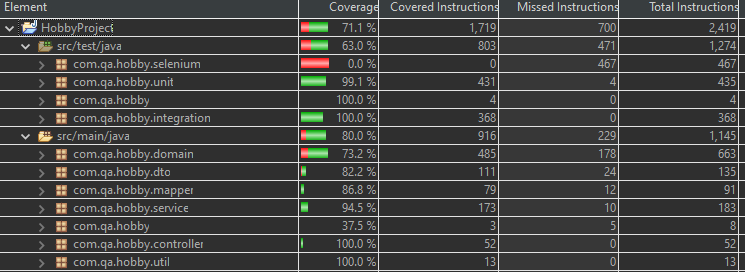 Element Coverage Covered Instructions Missed Instructions Total Instructions
HobbyProject 71.1 % 1,719 700 2,419
src/test/java 63.0 % 803 471 1,274
com.qa.hobby.selenium 0.0 % 0 467 467
com.qa.hobby.unit 99.1 % 431 4 435
com.qa.hobby 100.0 % 4 0 4
com.qa.hobby.integration 100.0 % 368 0 368
src/main/java 80.0 % 916 229 1,145
com.qa.hobby.domain 73.2 % 485 178 663
com.qa.hobby.dto 82.2 % 111 24 135
com.qa.hobby.mapper 86.8 % 79 12 91
com.qa.hobby.service 94.5 % 173 10 183
com.qa.hobby 37.5 % 3 5 8
com.qa.hobby.controller 100.0 % 52 0 52
com.qa.hobby.util 100.0 % 13 0 13